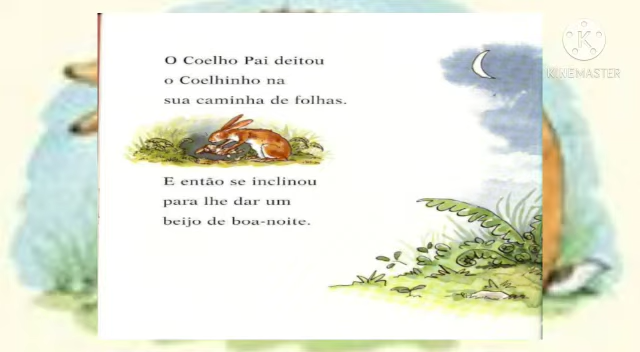 O Coelho Pai deitou
o Coelhinho na
sua caminha de folhas.
E então se inclinou
para lhe dar um
beijo de boa-noite.
KINEMASTER